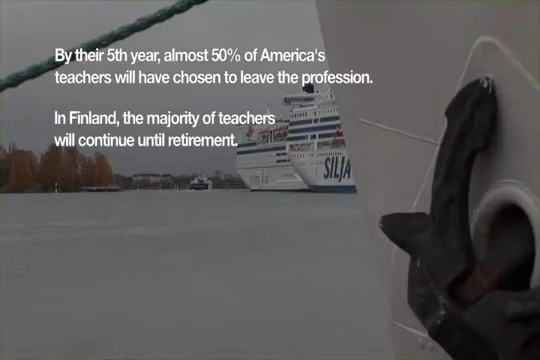 By their 5th year, almost 50% of America's
teachers will have chosen to leave the profession.
In Finland, the majority of teachers
will continue until retirement.
SILJA